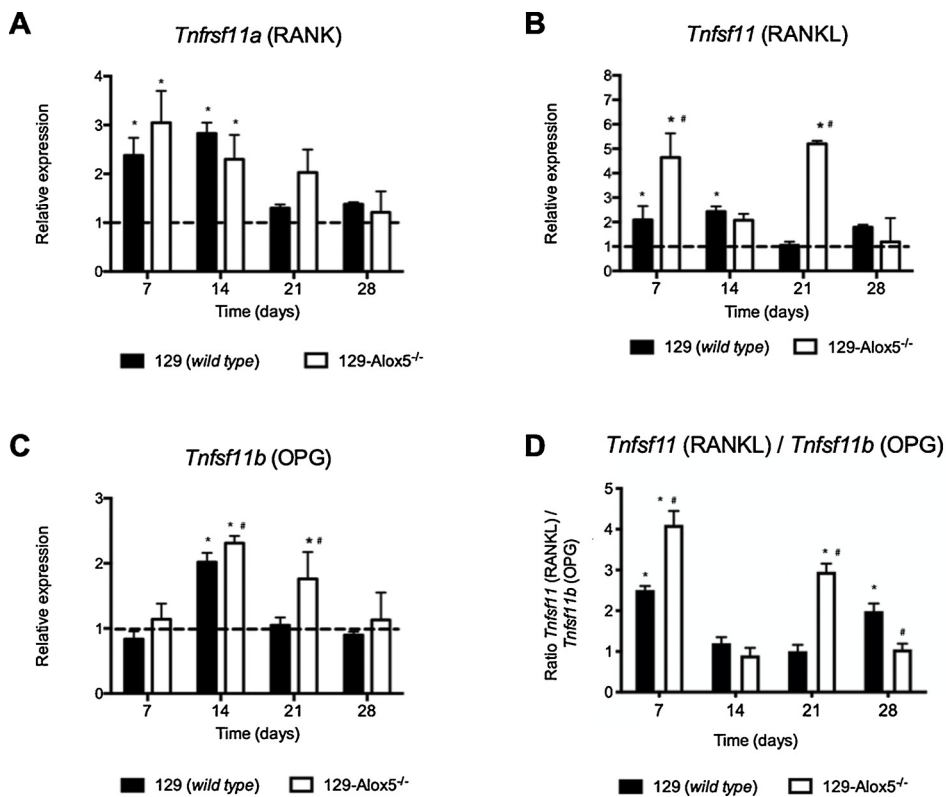 A
Tnfrsf11a (RANK)
Relative expression
4
3
2
1
0
* * * *
7 14 21 28
Time (days)
129 (wild type) 129-Alox5-/-
B
Tnfsf11 (RANKL)
Relative expression
8
7
6
5
4
3
2
1
0
* * # * * #
7 14 21 28
Time (days)
129 (wild type) 129-Alox5-/-
C
Tnfsf11b (OPG)
Relative expression
3
2
1
0
* * # * #
7 14 21 28
Time (days)
129 (wild type) 129-Alox5-/-
D
Tnfsf11 (RANKL) / Tnfsf11b (OPG)
Ratio Tnfsf11 (RANKL) /
Tnfsf11b (OPG)
5
4
3
2
1
0
* * # * # * #
7 14 21 28
Time (days)
129 (wild type) 129-Alox5-/-